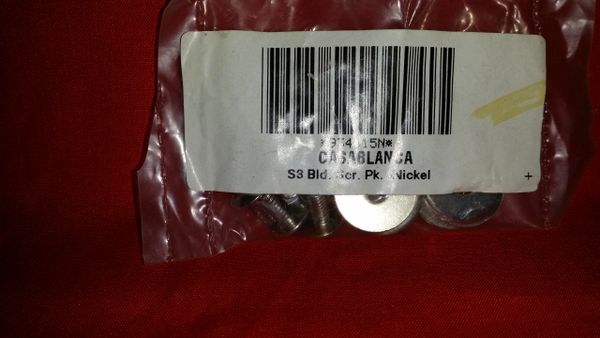 CASABLANCA
S3 Bld. Scr. Pk. Nickel
+